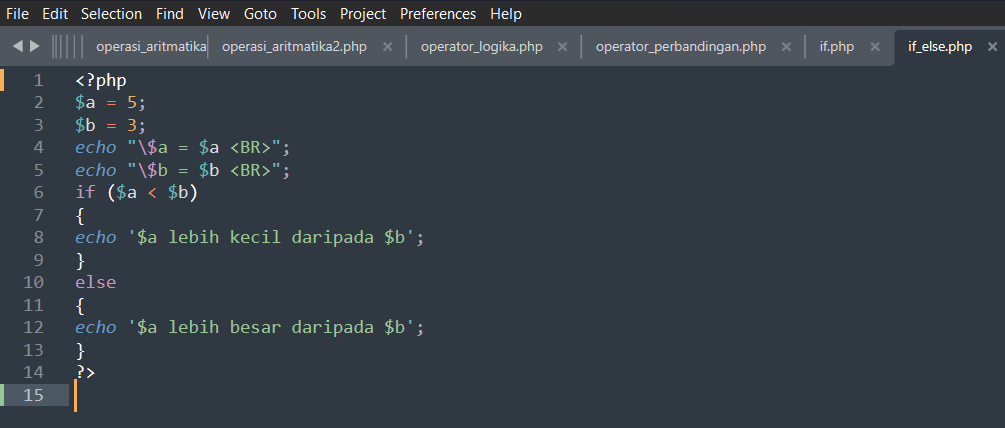 File Edit Selection Find View Goto Tools Project Preferences Help
operasi_aritmatika operasi_aritmatika2.php × operator_logika.php × operator_perbandingan.php × if.php × if_else.php ×
1 <?php
2 $a = 5;
3 $b = 3;
4 echo "\$a = $a <BR>";
5 echo "\$b = $b <BR>";
6 if ($a < $b)
7 {
8 echo '$a lebih kecil daripada $b';
9 }
10 else
11 {
12 echo '$a lebih besar daripada $b';
13 }
14 ?>
15